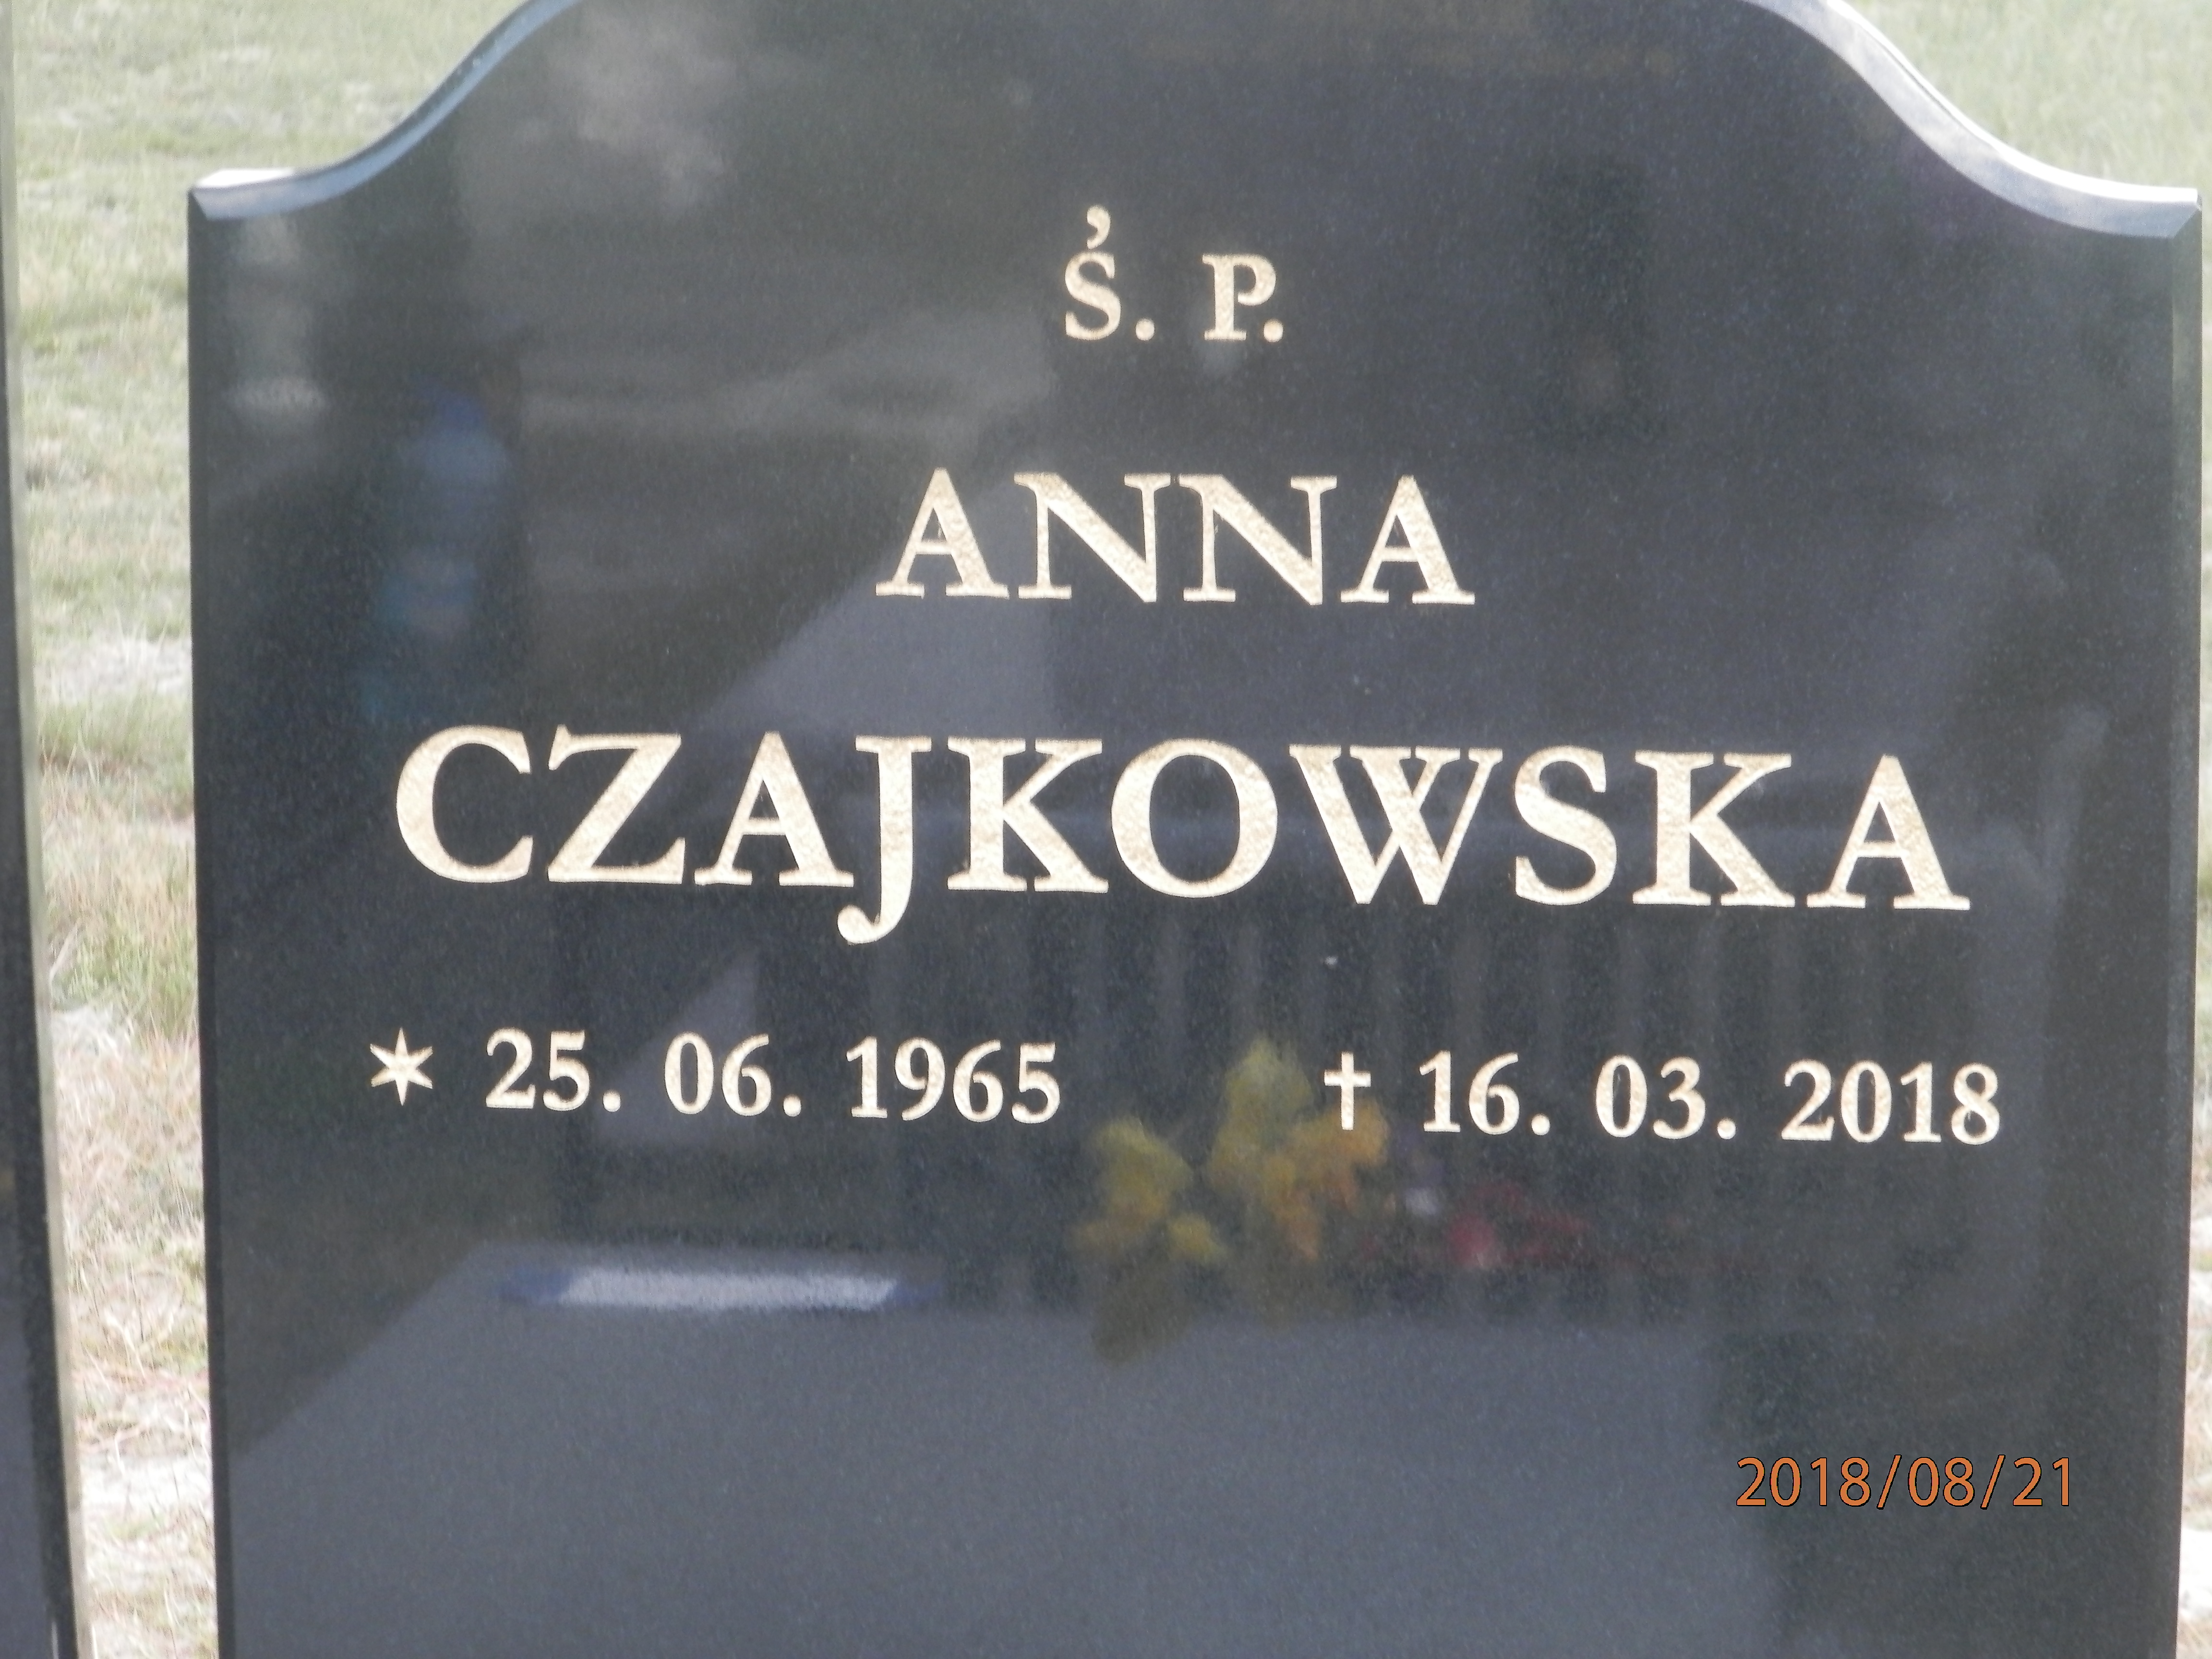 Ś. P.
ANNA
CZAJKOWSKA
✶ 25. 06. 1965 † 16. 03. 2018
2018/08/21